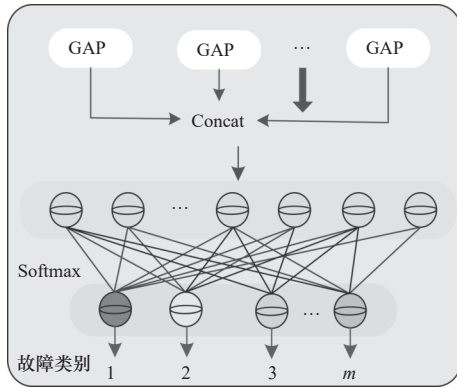 GAP GAP … GAP
Concat
…
Softmax
…
故障类别 1 2 3 m